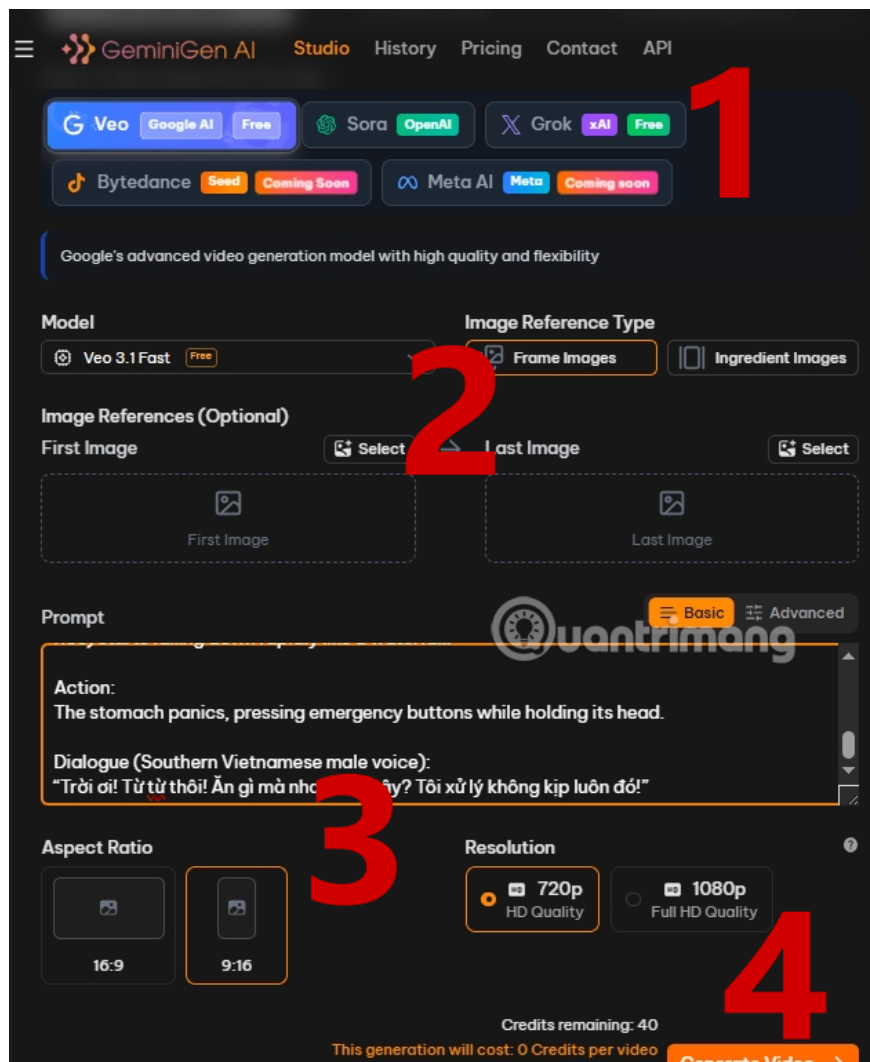 GeminiGen AI Studio History Pricing Contact API
1
Veo Google AI Free Sora OpenAI Grok xAI Free
Bytedance Seed Coming Soon Meta AI Meta Coming soon
Google's advanced video generation model with high quality and flexibility
Model Image Reference Type
Veo 3.1 Fast Free Frame Images Ingredient Images
2
Image References (Optional)
First Image Select Last Image Select
First Image Last Image
Prompt Basic Advanced
Quantrimang
Action:
The stomach panics, pressing emergency buttons while holding its head.
Dialogue (Southern Vietnamese male voice):
“Trời ơi! Từ từ thôi! Ăn gì mà Tôi xử lý không kịp luôn đó!”
3
Aspect Ratio Resolution
720p 1080p
HD Quality Full HD Quality
16:9 9:16
4
Credits remaining: 40
This generation will cost: 0 Credits per video
Generate Video